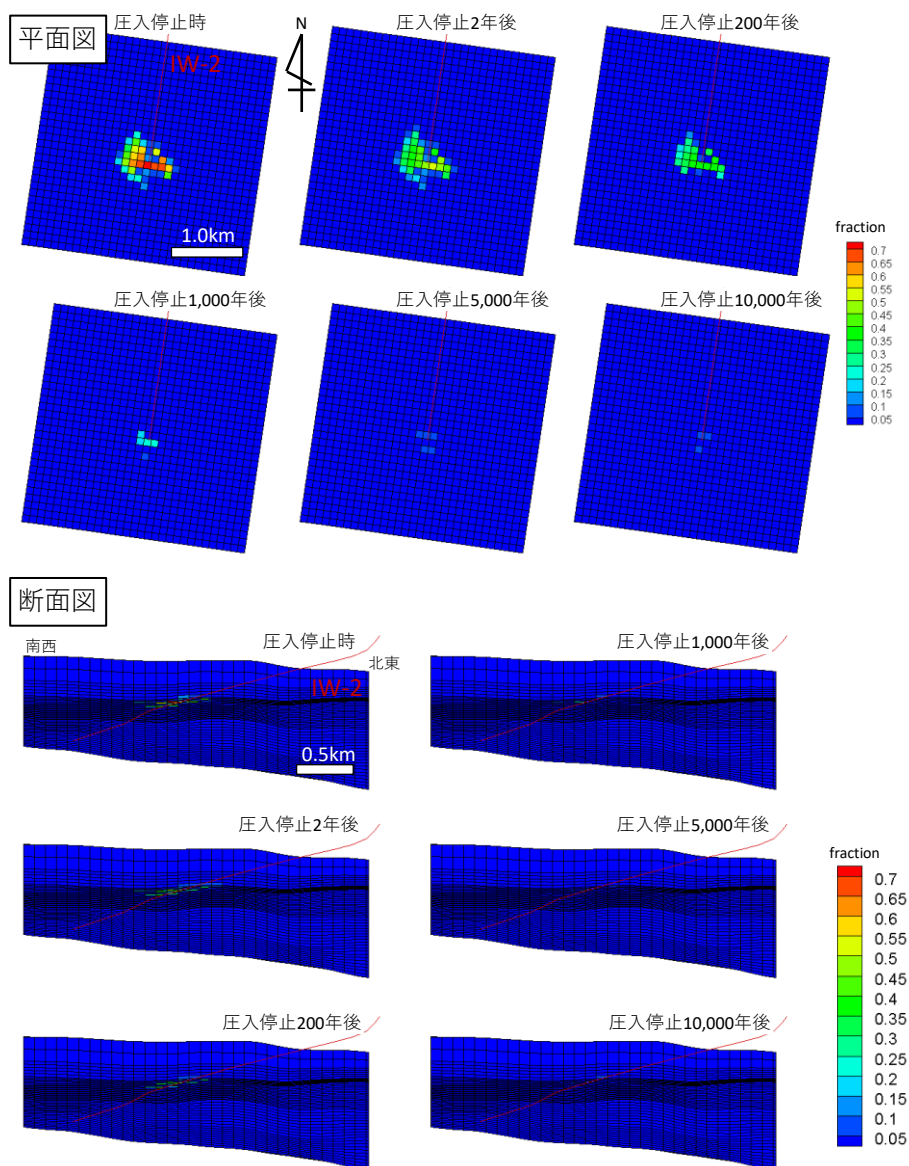 平面図
圧入停止時
圧入停止2年後
圧入停止200年後
N
IW-2
1.0km
圧入停止1,000年後
圧入停止5,000年後
圧入停止10,000年後
fraction
0.7
0.65
0.6
0.55
0.5
0.45
0.4
0.35
0.3
0.25
0.2
0.15
0.1
0.05
断面図
南西
圧入停止時
北東
IW-2
0.5km
圧入停止1,000年後
圧入停止2年後
圧入停止5,000年後
圧入停止200年後
圧入停止10,000年後
fraction
0.7
0.65
0.6
0.55
0.5
0.45
0.4
0.35
0.3
0.25
0.2
0.15
0.1
0.05